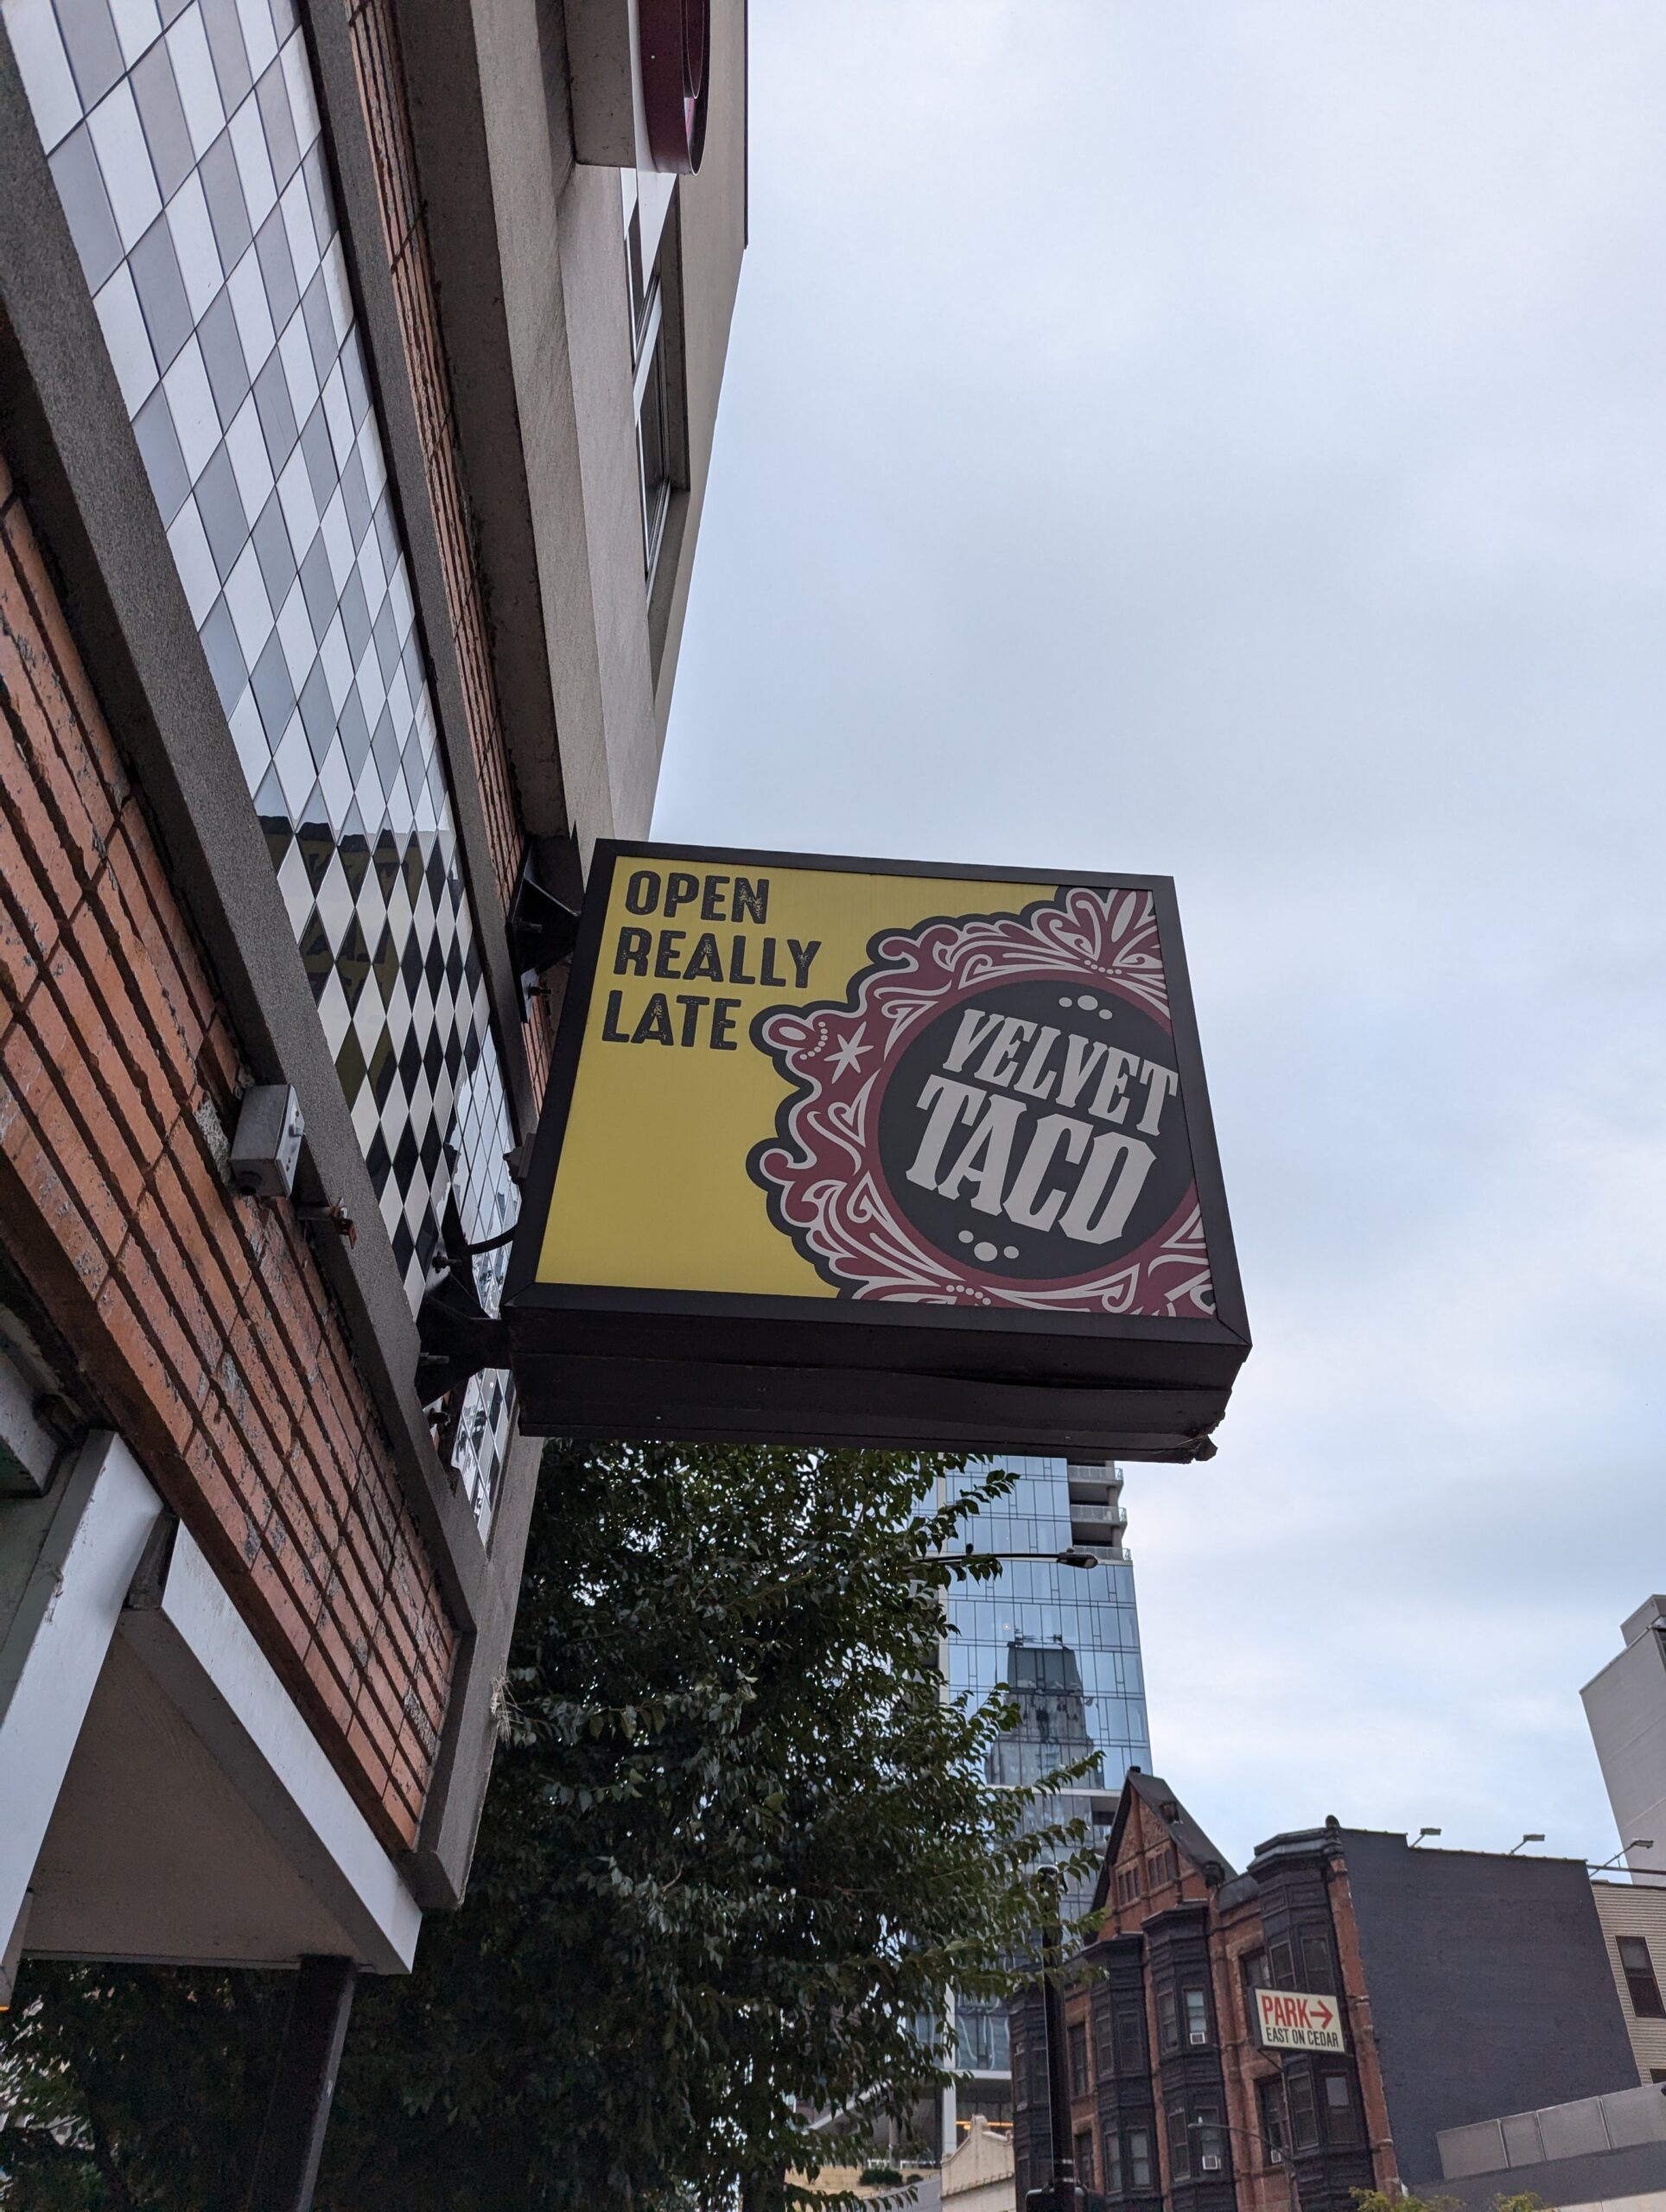 OPEN
REALLY
LATE
VELVET
TACO
PARK→
EAST ON CEDAR